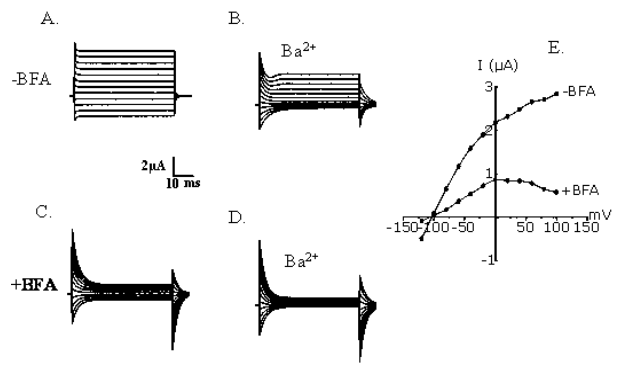 A.
B.
E.
-BFA
Ba2+
I (µA)
3
-BFA
2
1
+BFA
2µA
10 ms
mV
-150 -100 -50
50 100 150
-1
C.
D.
+BFA
Ba2+